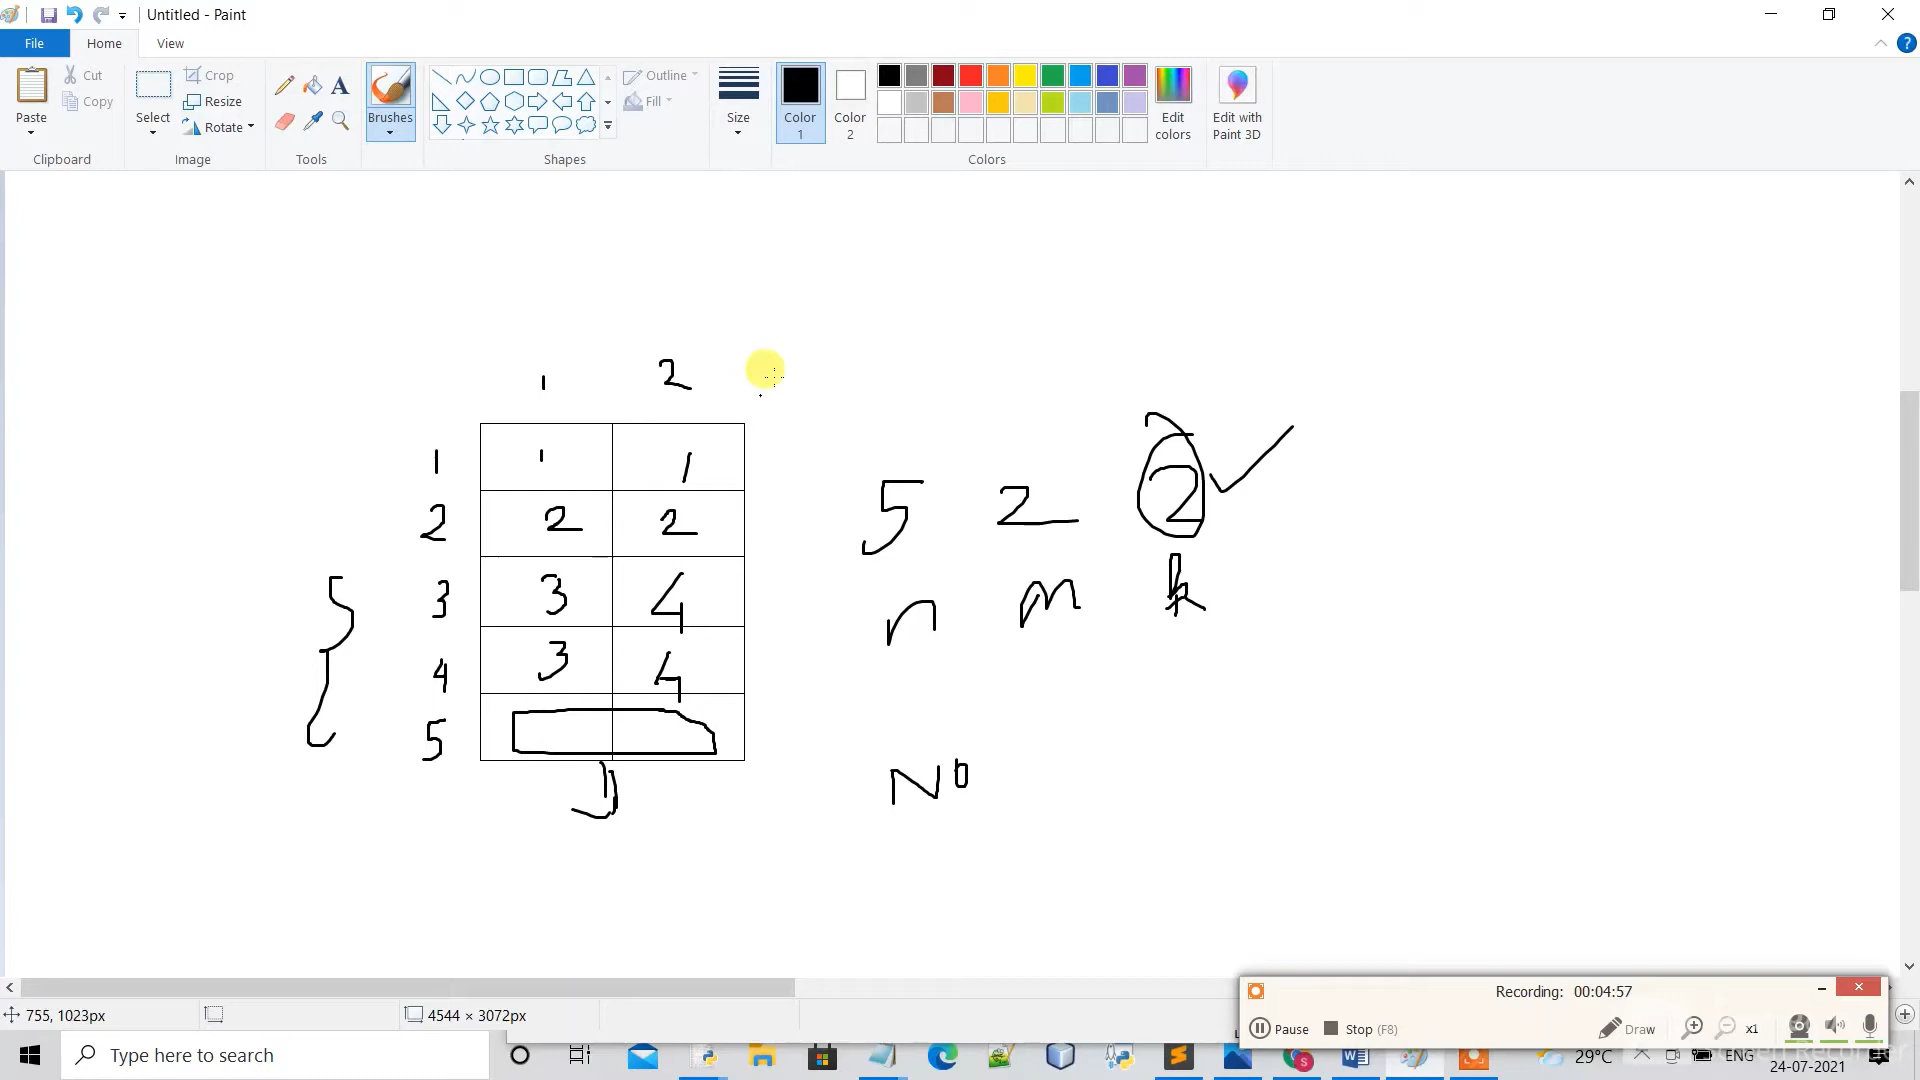 Untitled - Paint
File Home View
Paste
Cut
Copy
Clipboard
Select
Crop
Resize
Rotate
Image
Tools
Brushes
Outline
Fill
Shapes
Size
Color 1
Color 2
Edit colors
Edit with Paint 3D
Colors
1 2
1 1 1
2 2 2
3 3 4
4 3 4
5
5 2 2
n m k
NO
755, 1023px
4544 × 3072px
Recording: 00:04:57
Pause
Stop (F8)
Draw
x1
Type here to search
29°C
ENG
24-07-2021